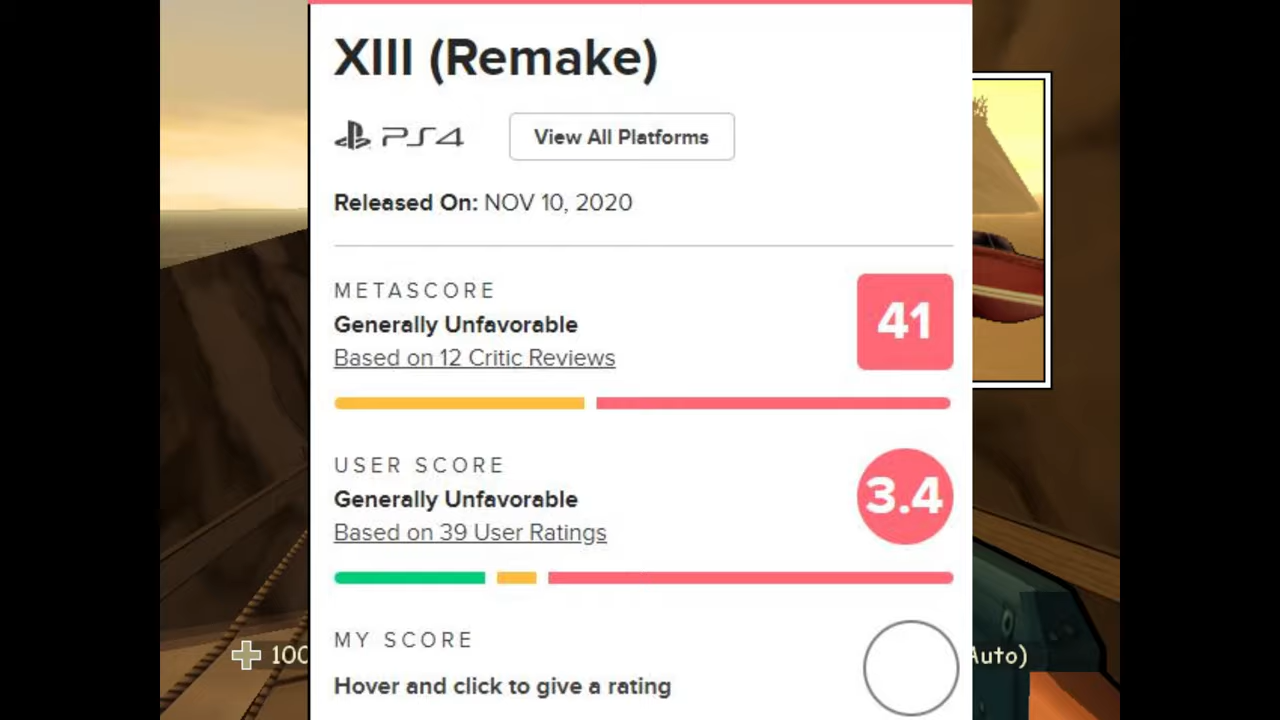 XIII (Remake)
PS4
View All Platforms
Released On: NOV 10, 2020
METASCORE
Generally Unfavorable
Based on 12 Critic Reviews
41
USER SCORE
Generally Unfavorable
Based on 39 User Ratings
3.4
MY SCORE
Hover and click to give a rating
100
Auto)